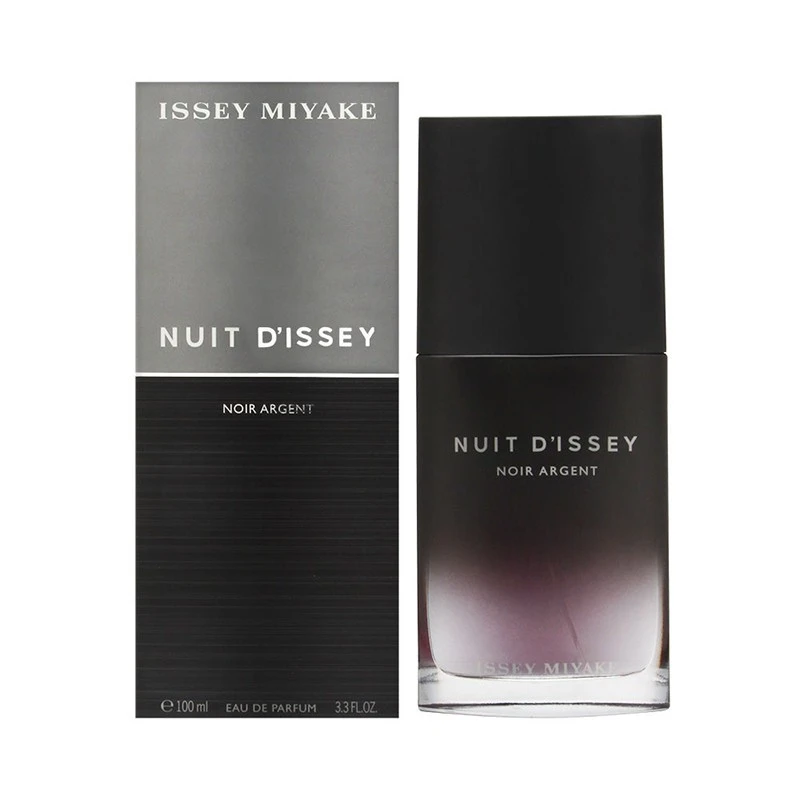 ISSEY MIYAKE
NUIT D'ISSEY
NOIR ARGENT
℮ 100 ml EAU DE PARFUM 3.3 FL.OZ.
NUIT D'ISSEY
NOIR ARGENT
ISSEY MIYAKE